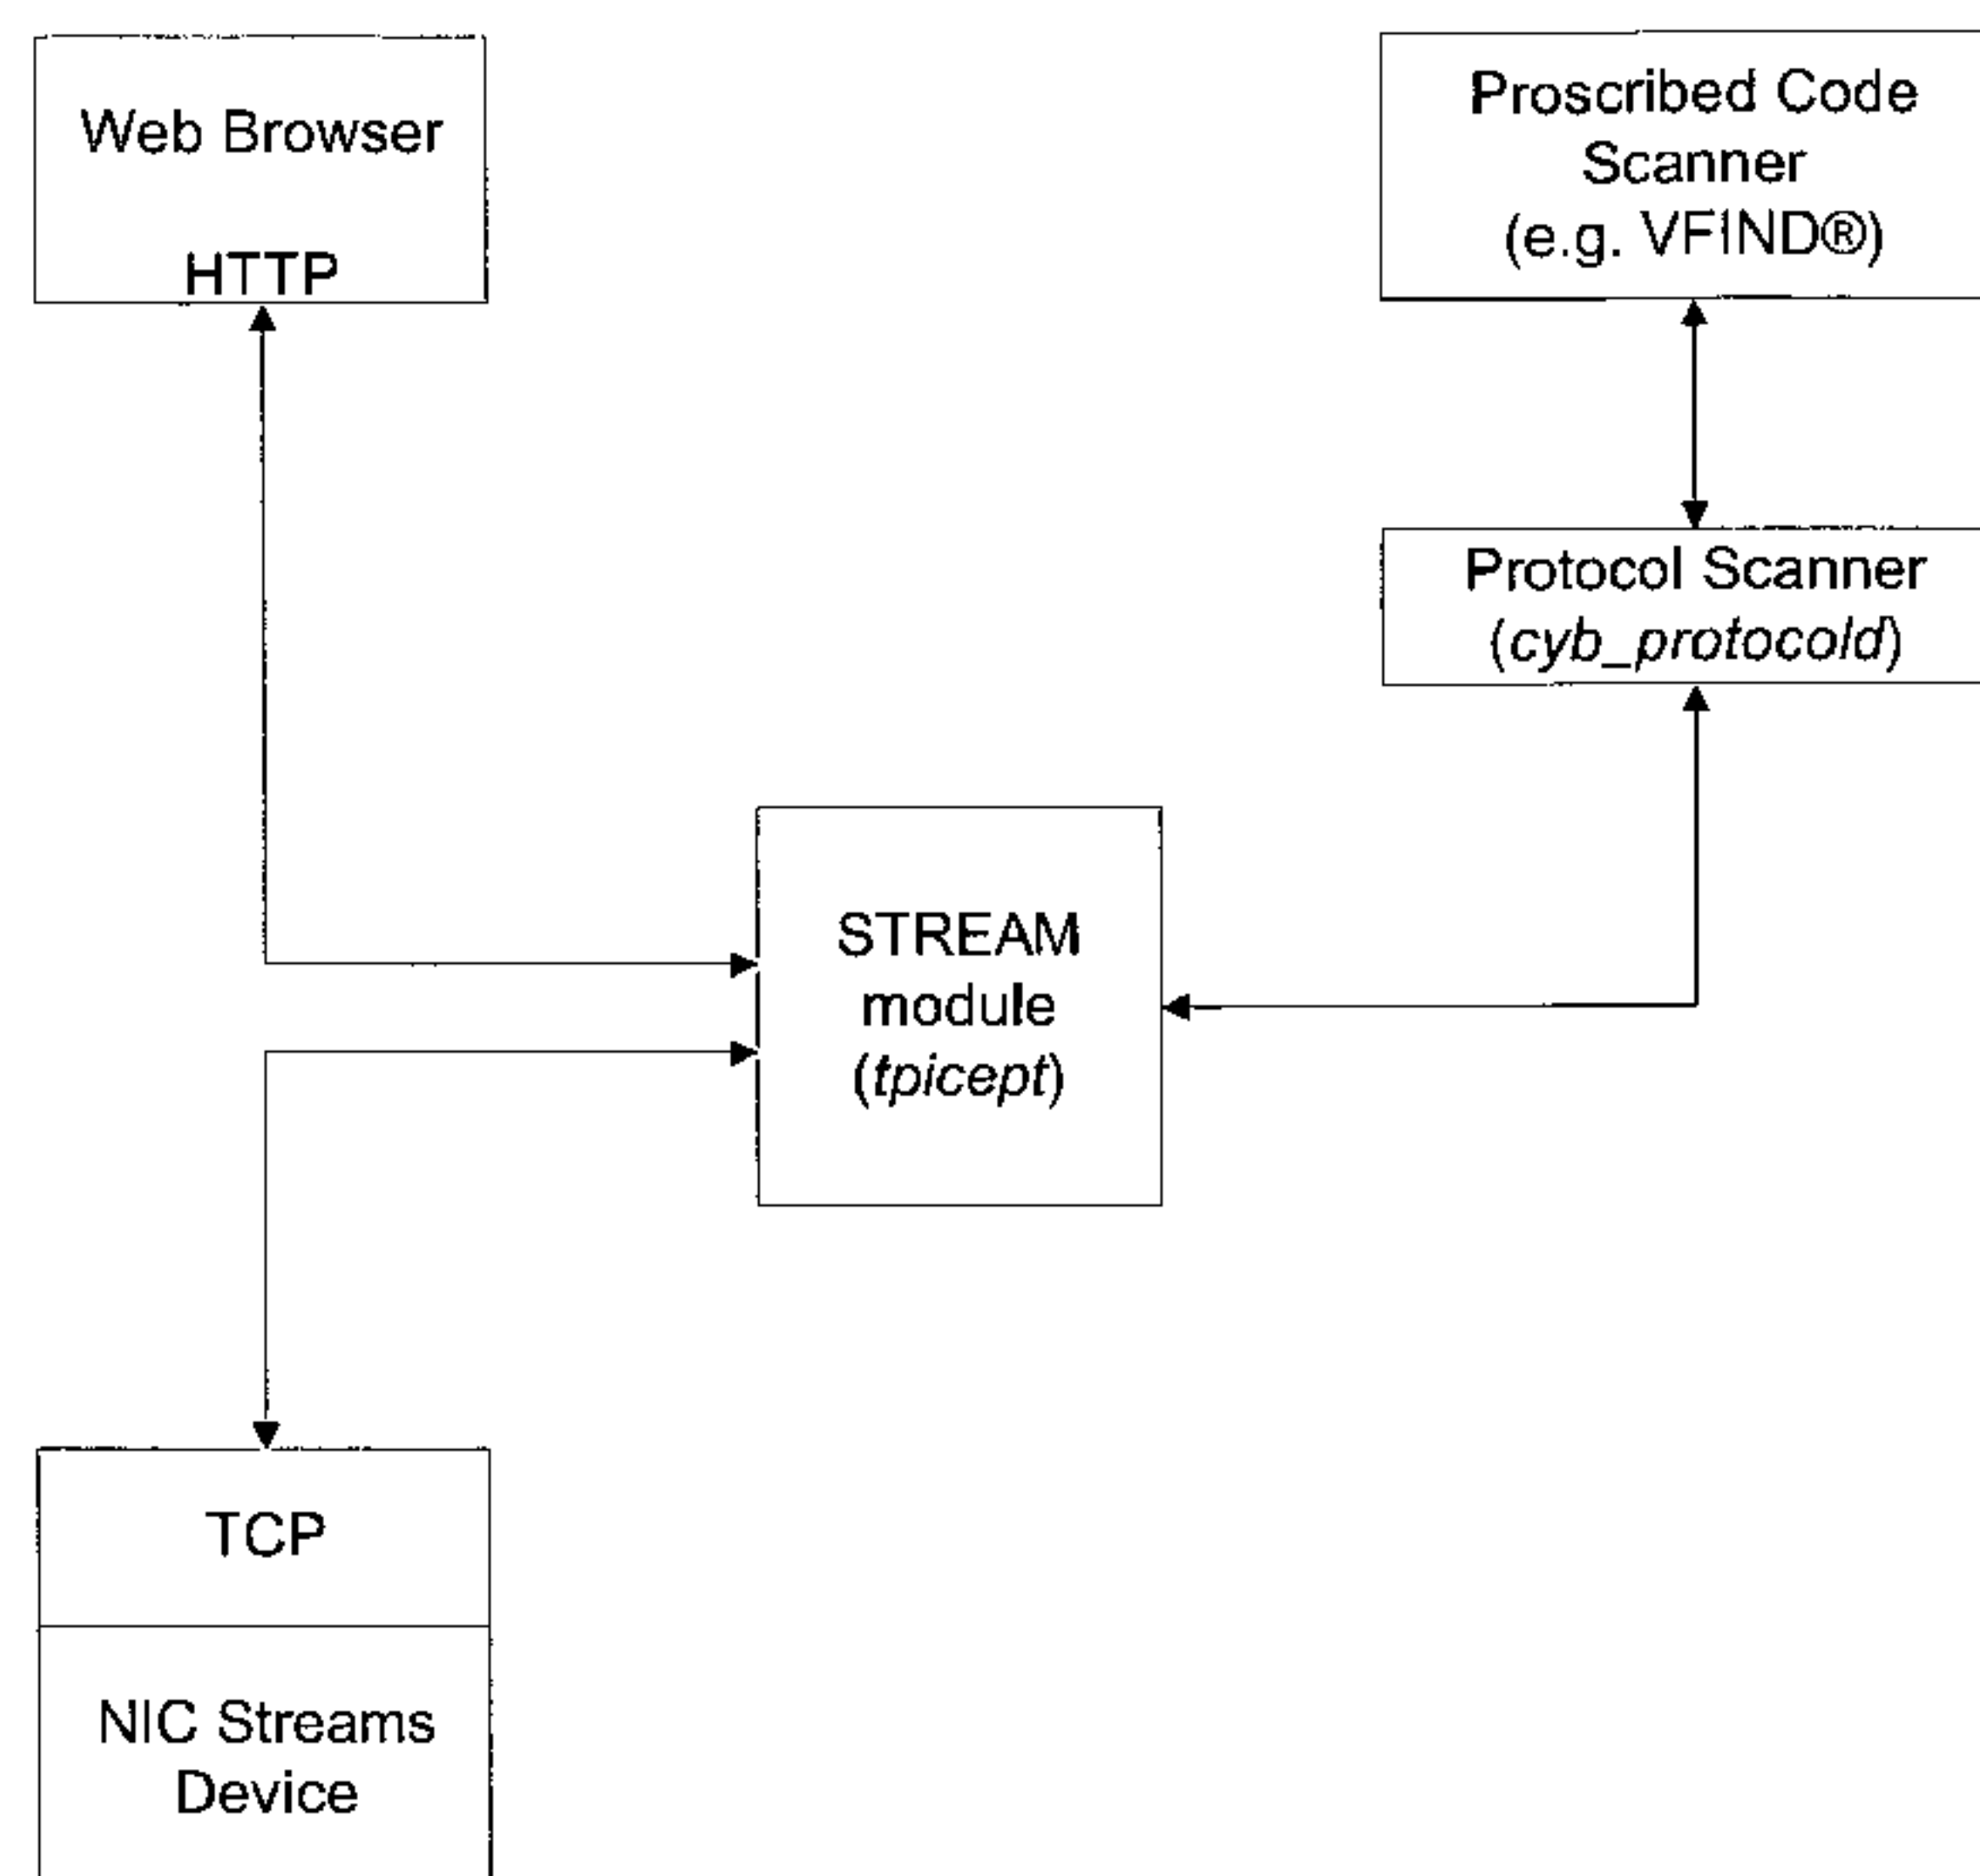 Web Browser
HTTP
Proscribed Code
Scanner
(e.g. VFIND®)
Protocol Scanner
(cyb_protocold)
STREAM
module
(tpicept)
TCP
NIC Streams
Device